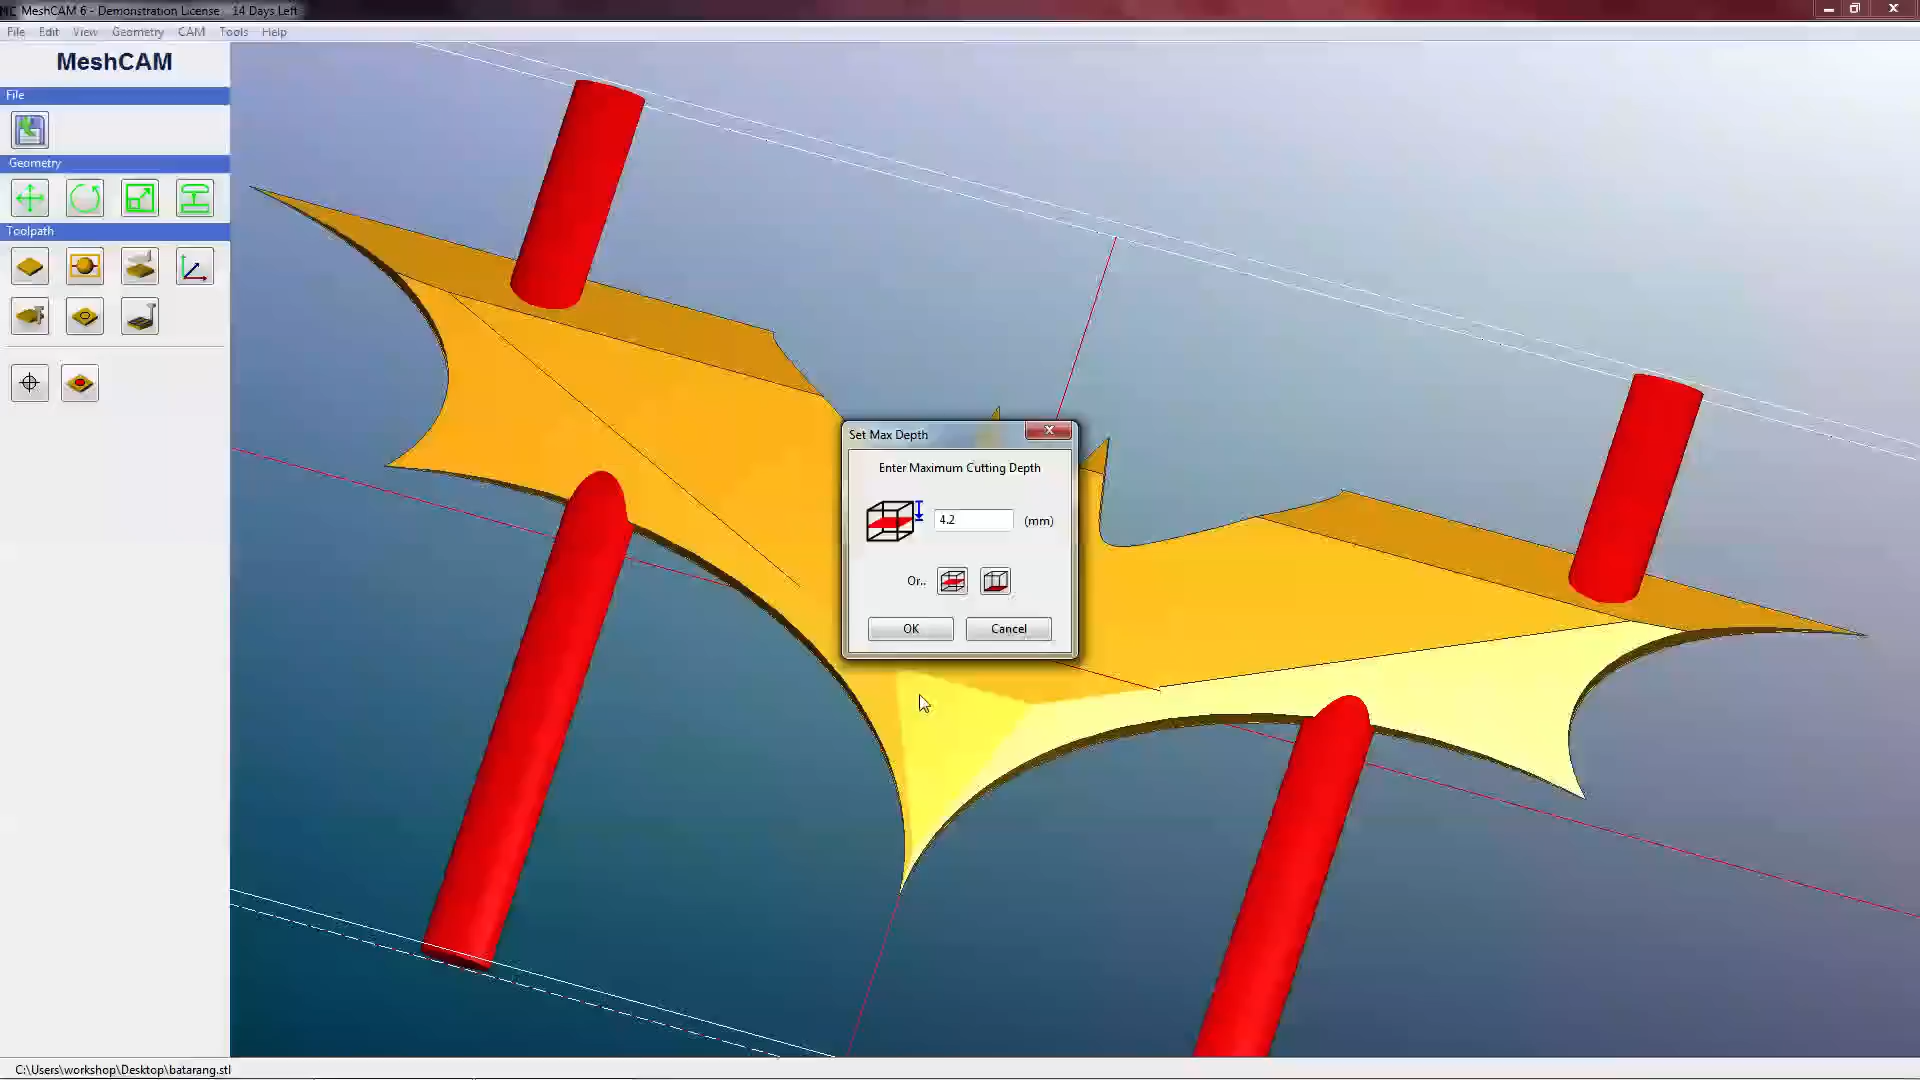 MC MeshCAM 6 - Demonstration License - 14 Days Left
File Edit View Geometry CAM Tools Help
MeshCAM
File
Geometry
Toolpath
Set Max Depth
Enter Maximum Cutting Depth
4.2 (mm)
Or..
OK Cancel
C:\Users\workshop\Desktop\batarang.stl